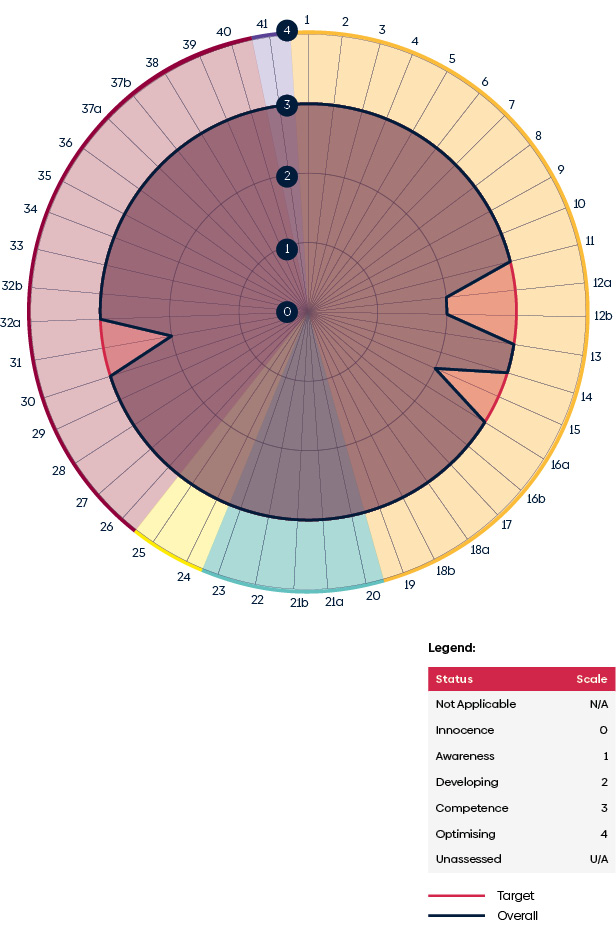 4
3
2
1
0
1
2
3
4
5
6
7
8
9
10
11
12a
12b
13
14
15
16a
16b
17
18a
18b
19
20
21a
21b
22
23
24
25
26
27
28
29
30
31
32a
32b
33
34
35
36
37a
37b
38
39
40
41
Legend:
Status Scale
Not Applicable N/A
Innocence 0
Awareness 1
Developing 2
Competence 3
Optimising 4
Unassessed U/A
Target
Overall